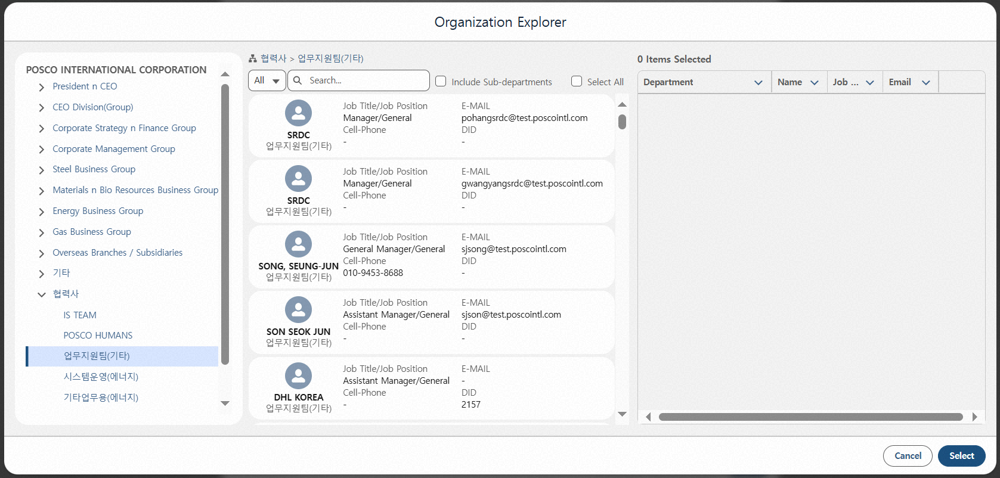 Organization Explorer
POSCO INTERNATIONAL CORPORATION
President n CEO
CEO Division(Group)
Corporate Strategy n Finance Group
Corporate Management Group
Steel Business Group
Materials n Bio Resources Business Group
Energy Business Group
Gas Business Group
Overseas Branches / Subsidiaries
기타
협력사
IS TEAM
POSCO HUMANS
업무지원팀(기타)
시스템운영(에너지)
기타업무용(에너지)
협력사 > 업무지원팀(기타)
All Search... Include Sub-departments Select All
SRDC
업무지원팀(기타)
Job Title/Job Position
Manager/General
Cell-Phone
-
E-MAIL
pohangsrdc@test.poscointl.com
DID
-
SRDC
업무지원팀(기타)
Job Title/Job Position
Manager/General
Cell-Phone
-
E-MAIL
gwangyangsrdc@test.poscointl.com
DID
-
SONG, SEUNG-JUN
업무지원팀(기타)
Job Title/Job Position
General Manager/General
Cell-Phone
010-9453-8688
E-MAIL
sjsong@test.poscointl.com
DID
-
SON SEOK JUN
업무지원팀(기타)
Job Title/Job Position
Assistant Manager/General
Cell-Phone
-
E-MAIL
sjson@test.poscointl.com
DID
-
DHL KOREA
업무지원팀(기타)
Job Title/Job Position
Assistant Manager/General
Cell-Phone
-
E-MAIL
-
DID
2157
0 Items Selected
Department Name Job ... Email
Cancel Select